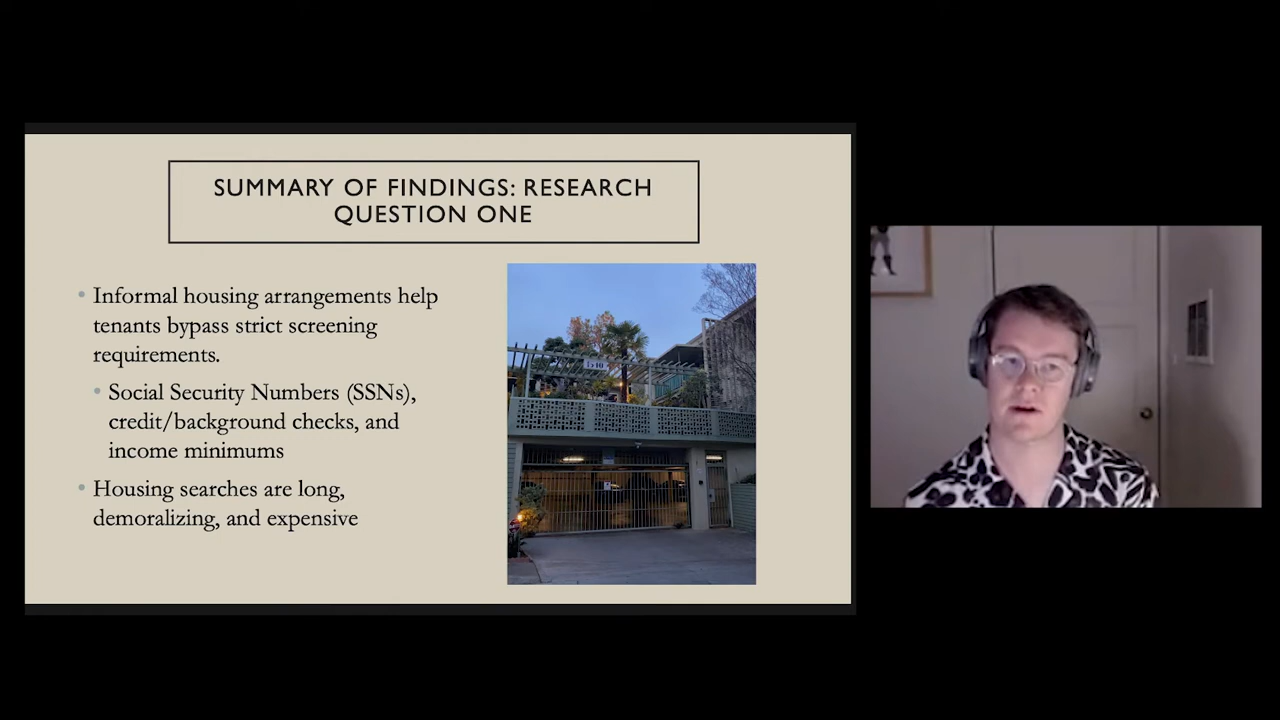 SUMMARY OF FINDINGS: RESEARCH
QUESTION ONE
Informal housing arrangements help
tenants bypass strict screening
requirements.
Social Security Numbers (SSNs),
credit/background checks, and
income minimums
Housing searches are long,
demoralizing, and expensive